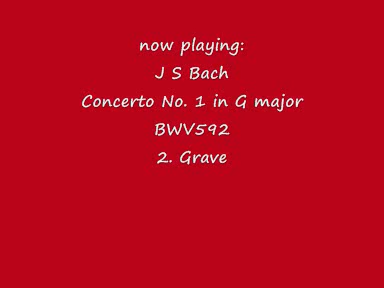 now playing:
J S Bach
Concerto No. 1 in G major
BWV592
2. Grave